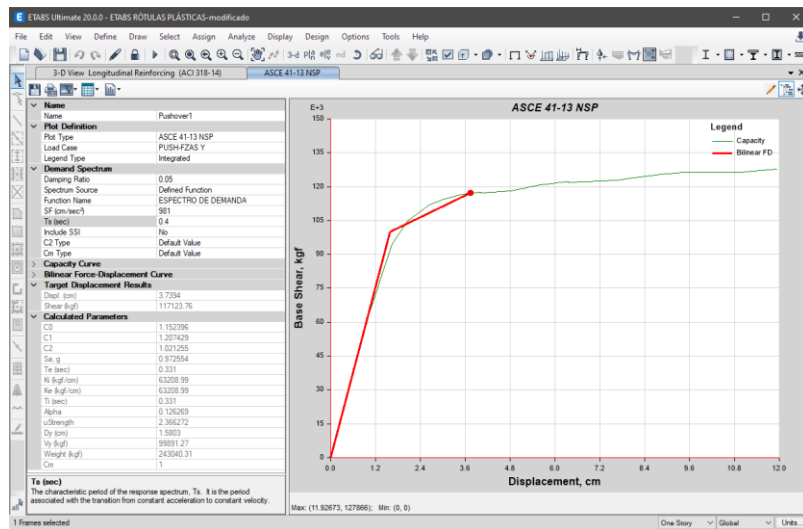 ETABS Ultimate 20.0.0 - ETABS RÓTULAS PLÁSTICAS-modificado
File Edit View Define Draw Select Assign Analyze Display Design Options Tools Help
3-d
nd
3-D View Longitudinal Reinforcing (ACI 318-14) ASCE 41-13 NSP
Name
Name Pushover1
Plot Definition
Plot Type ASCE 41-13 NSP
Load Case PUSH-FZAS Y
Legend Type Integrated
Demand Spectrum
Damping Ratio 0.05
Spectrum Source Defined Function
Function Name ESPECTRO DE DEMANDA
SF (cm/sec²) 981
Ts (sec) 0.4
Include SSI No
C2 Type Default Value
Cm Type Default Value
Capacity Curve
Bilinear Force-Displacement Curve
Target Displacement Results
Displ. (cm) 3.7394
Shear (kgf) 117123.76
Calculated Parameters
C0 1.152396
C1 1.207429
C2 1.021255
Sa, g 0.972554
Te (sec) 0.331
Ki (kgf/cm) 63208.99
Ke (kgf/cm) 63208.99
Ti (sec) 0.331
Alpha 0.126269
uStrength 2.366272
Dy (cm) 1.5803
Vy (kgf) 99891.27
Weight (kgf) 243040.31
Cm 1
Ts (sec)
The characteristic period of the response spectrum, Ts. It is the period
associated with the transition from constant acceleration to constant velocity.
ASCE 41-13 NSP
E+3
150
135
120
105
90
75
60
45
30
15
0
Base Shear, kgf
Legend
Capacity
Bilinear FD
0.0 1.2 2.4 3.6 4.8 6.0 7.2 8.4 9.6 10.8 12.0
Displacement, cm
Max: (11.92673, 127866); Min: (0, 0)
1 Frames selected
One Story Global Units...